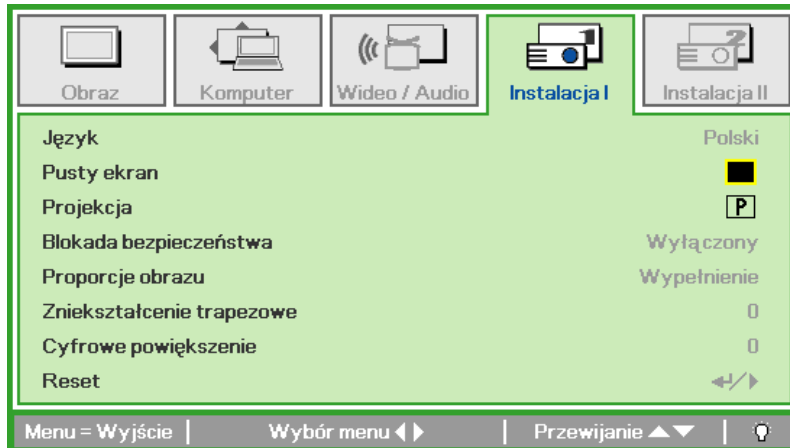 Obraz Komputer Wideo / Audio Instalacja I Instalacja II
Język Polski
Pusty ekran
Projekcja P
Blokada bezpieczeństwa Wyłączony
Proporcje obrazu Wypełnienie
Zniekształcenie trapezowe 0
Cyfrowe powiększenie 0
Reset
Menu = Wyjście Wybór menu Przewijanie